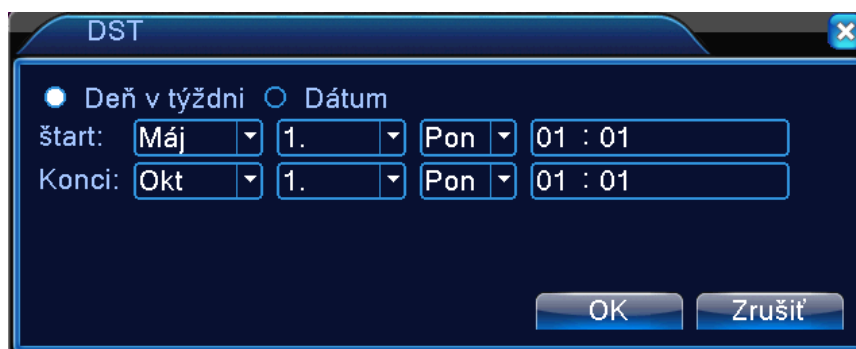 DST
Deň v týždni Dátum
štart: Máj 1. Pon 01 : 01
Konci: Okt 1. Pon 01 : 01
OK Zrušiť